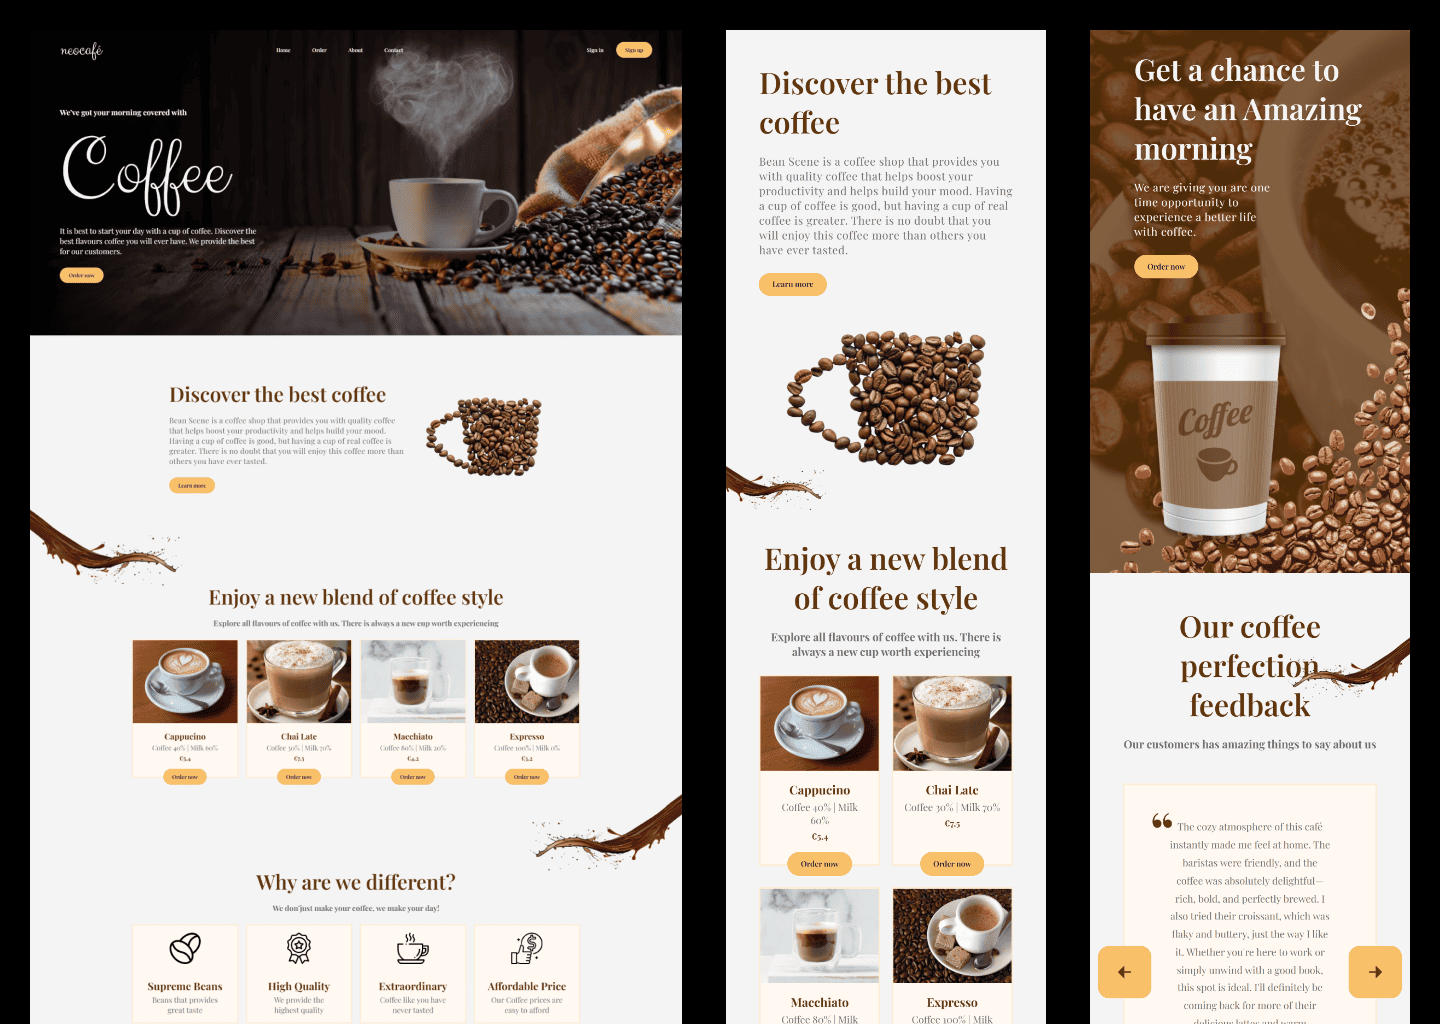 neocafé
Home
Order
About
Contact
Sign in
Sign up
We've got your morning covered with
Coffee
It is best to start your day with a cup of coffee. Discover the
best flavours coffee you will ever have. We provide the best
for our customers.
Order now
Discover the best coffee
Bean Scene is a coffee shop that provides you with quality coffee
that helps boost your productivity and helps build your mood.
Having a cup of coffee is good, but having a cup of real coffee is
greater. There is no doubt that you will enjoy this coffee more than
others you have ever tasted.
Learn more
Enjoy a new blend of coffee style
Explore all flavours of coffee with us. There is always a new cup worth experiencing
Cappucino
Coffee 40% | Milk 60%
€5.4
Order now
Chai Late
Coffee 30% | Milk 70%
€7.5
Order now
Macchiato
Coffee 80% | Milk 20%
€4.2
Order now
Expresso
Coffee 100% | Milk 0%
€3.2
Order now
Why are we different?
We don'just make your coffee, we make your day!
Supreme Beans
Beans that provides
great taste
High Quality
We provide the
highest quality
Extraordinary
Coffee like you have
never tasted
Affordable Price
Our Coffee prices are
easy to afford
Discover the best
coffee
Bean Scene is a coffee shop that provides you
with quality coffee that helps boost your
productivity and helps build your mood. Having
a cup of coffee is good, but having a cup of real
coffee is greater. There is no doubt that you
will enjoy this coffee more than others you
have ever tasted.
Learn more
Enjoy a new blend
of coffee style
Explore all flavours of coffee with us. There is
always a new cup worth experiencing
Cappucino
Coffee 40% | Milk
60%
€5.4
Order now
Chai Late
Coffee 30% | Milk 70%
€7.5
Order now
Macchiato
Coffee 80% | Milk
Expresso
Coffee 100% | Milk
Get a chance to
have an Amazing
morning
We are giving you are one
time opportunity to
experience a better life
with coffee.
Order now
Coffee
Our coffee
perfection
feedback
Our customers has amazing things to say about us
The cozy atmosphere of this café
instantly made me feel at home. The
baristas were friendly, and the
coffee was absolutely delightful—
rich, bold, and perfectly brewed. I
also tried their croissant, which was
flaky and buttery, just the way I like
it. Whether you're here to work or
simply unwind with a good book,
this spot is ideal. I'll definitely be
coming back for more of their
delicious lattes and warm